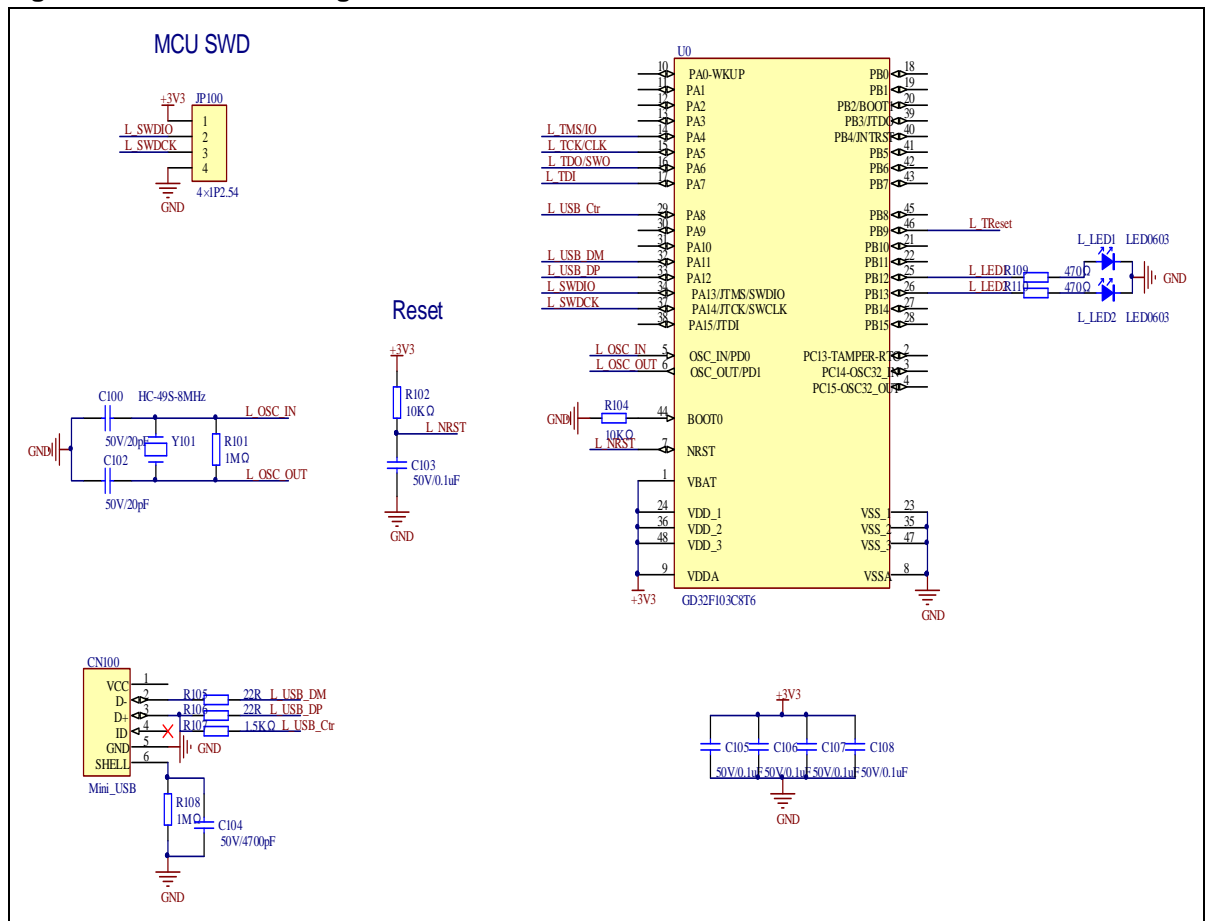 MCU SWD
+3V3
JP100
1
L_SWDIO
2
L_SWDCK
3
4
GND
4×1P2.54
Reset
+3V3
R102
10KΩ
L_NRST
C103
50V/0.1uF
GND
C100
HC-49S-8MHz
L_OSC_IN
50V/20pF
Y101
R101
1MΩ
GND
C102
L_OSC_OUT
50V/20pF
CN100
VCC 1
D- 2 R105 22R L_USB_DM
D+ 3 R106 22R L_USB_DP
ID 4 R107 1.5KΩ L_USB_Ctr
GND 5 GND
SHELL 6
Mini_USB
R108
1MΩ
C104
50V/4700pF
GND
U0
10 PA0-WKUP PB0 18
11 PA1 PB1 19
12 PA2 PB2/BOOT1 20
13 PA3 PB3/JTDO 39
L_TMS/IO 14 PA4 PB4/JNTRST 40
L_TCK/CLK 15 PA5 PB5 41
L_TDO/SWO 16 PA6 PB6 42
L_TDI 17 PA7 PB7 43
L_USB_Ctr 29 PA8 PB8 45
30 PA9 PB9 46 L_TReset
31 PA10 PB10 21
L_USB_DM 32 PA11 PB11 22
L_USB_DP 33 PA12 PB12 25 L_LED1 R109 470Ω
L_SWDIO 34 PA13/JTMS/SWDIO PB13 26 L_LED2 R110 470Ω
L_SWDCK 37 PA14/JTCK/SWCLK PB14 27
38 PA15/JTDI PB15 28
L_LED1 LED0603
GND
L_LED2 LED0603
L_OSC_IN 5 OSC_IN/PD0 PC13-TAMPER-RTC 2
L_OSC_OUT 6 OSC_OUT/PD1 PC14-OSC32_IN 3
PC15-OSC32_OUT 4
GND R104 10KΩ 44 BOOT0
L_NRST 7 NRST
1 VBAT
24 VDD_1 VSS_1 23
36 VDD_2 VSS_2 35
48 VDD_3 VSS_3 47
9 VDDA VSSA 8
+3V3
GD32F103C8T6
GND
+3V3
C105 C106 C107 C108
50V/0.1uF 50V/0.1uF 50V/0.1uF 50V/0.1uF
GND